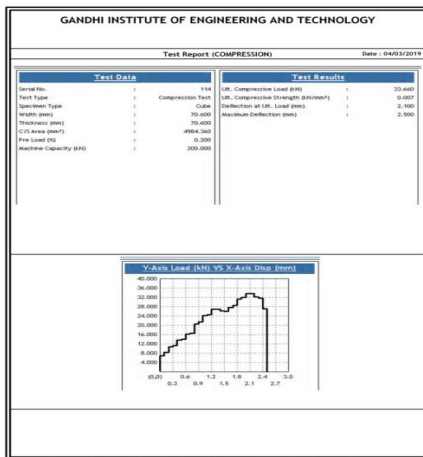 GANDHI INSTITUTE OF ENGINEERING AND TECHNOLOGY
Test Report (COMPRESSION) Date : 04/03/2019
Test Data
Serial No. : 114
Test Type : Compression Test
Specimen Type : Cube
Width (mm) : 70.600
Thickness (mm) : 70.600
C/S Area (mm²) : 4984.360
Pre Load (N) : 0.200
Machine Capacity (kN) : 200.000
Test Results
Ult. Compressive Load (kN) 33.660
Ult. Compressive Strength (kN/mm²) 0.007
Deflection at Ult. Load (mm) 2.100
Maximum Deflection (mm) 2.500
Y-Axis Load (kN) VS X-Axis Disp (mm)
40.000
36.000
32.000
28.000
24.000
20.000
16.000
12.000
8.000
4.000
(0,0) 0.6 1.2 1.8 2.4 3.0
0.3 0.9 1.5 2.1 2.7